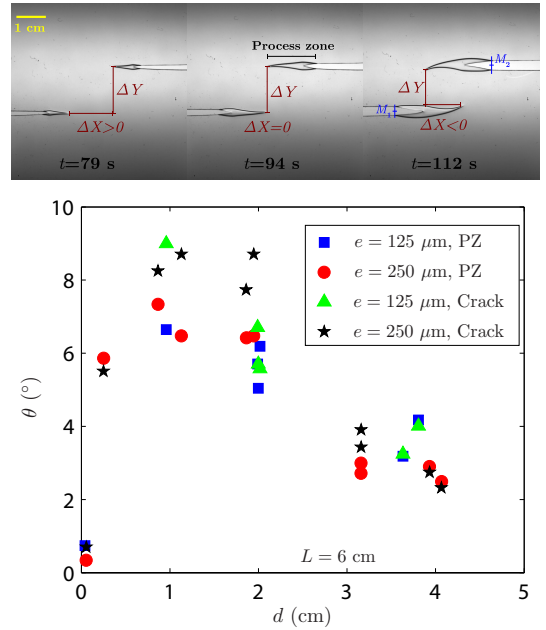 1 cm
Process zone
ΔY
ΔX>0
ΔY
ΔX=0
M₂
ΔY
M₁
ΔX<0
t=79 s
t=94 s
t=112 s
10
8
6
4
2
0
θ (°)
e = 125 μm, PZ
e = 250 μm, PZ
e = 125 μm, Crack
e = 250 μm, Crack
L = 6 cm
0 1 2 3 4 5
d (cm)